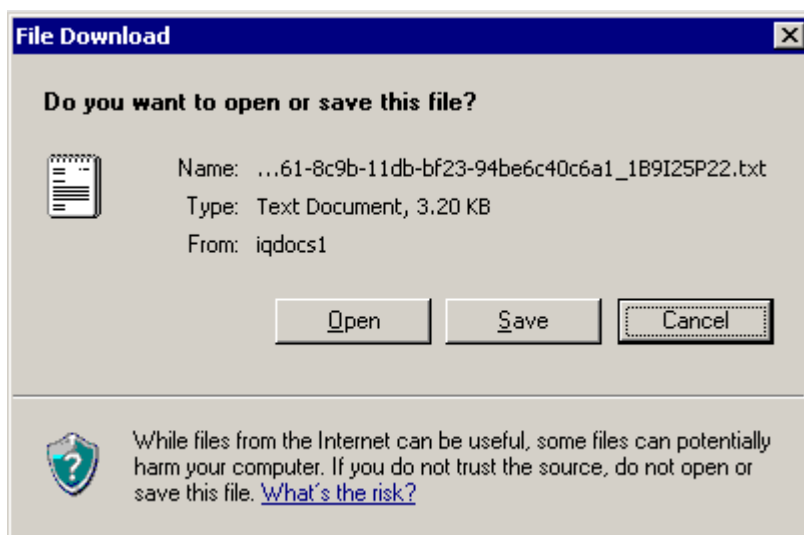 File Download
Do you want to open or save this file?
Name: ...61-8c9b-11db-bf23-94be6c40c6a1_1B9I25P22.txt
Type: Text Document, 3.20 KB
From: iqdocs1
Open Save Cancel
While files from the Internet can be useful, some files can potentially
harm your computer. If you do not trust the source, do not open or
save this file. What's the risk?